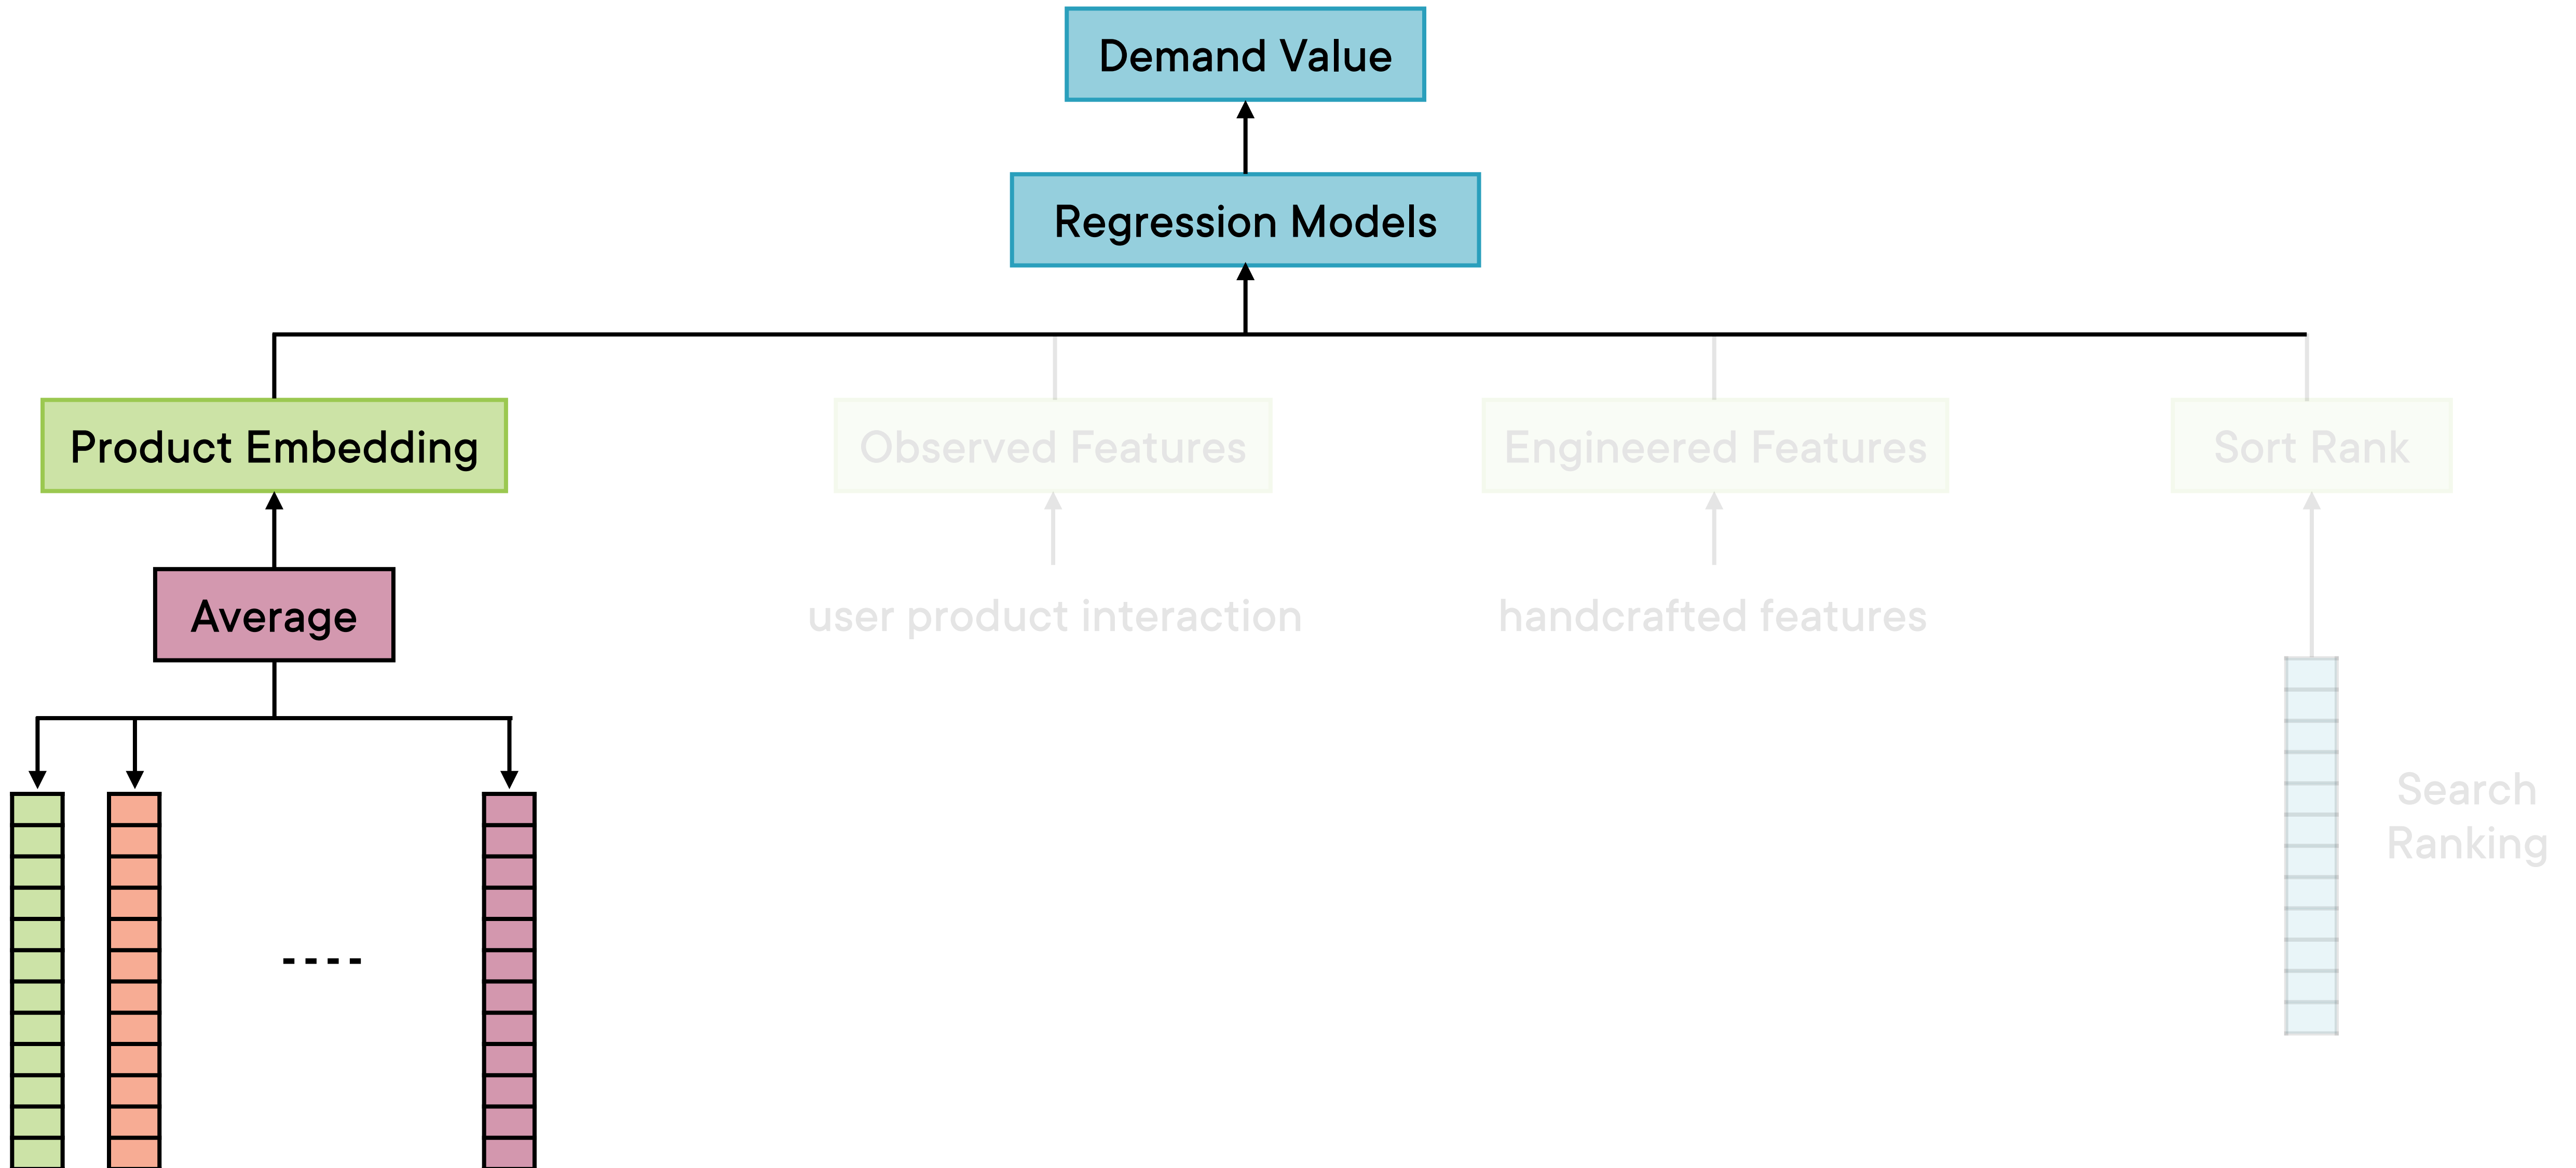 Demand Value
Regression Models
Product Embedding
Observed Features
Engineered Features
Sort Rank
Average
user product interaction
handcrafted features
Search
Ranking